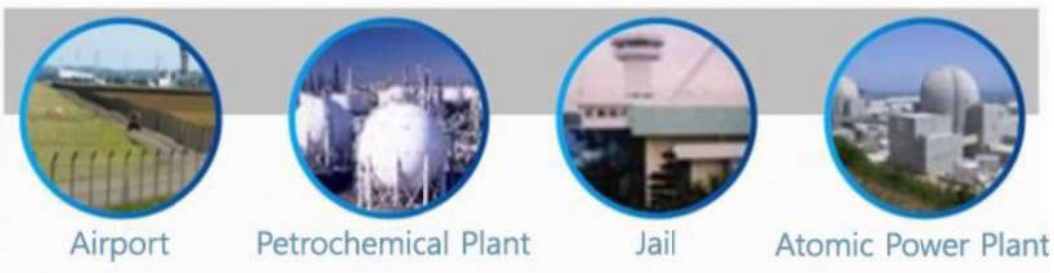 Airport
Petrochemical Plant
Jail
Atomic Power Plant